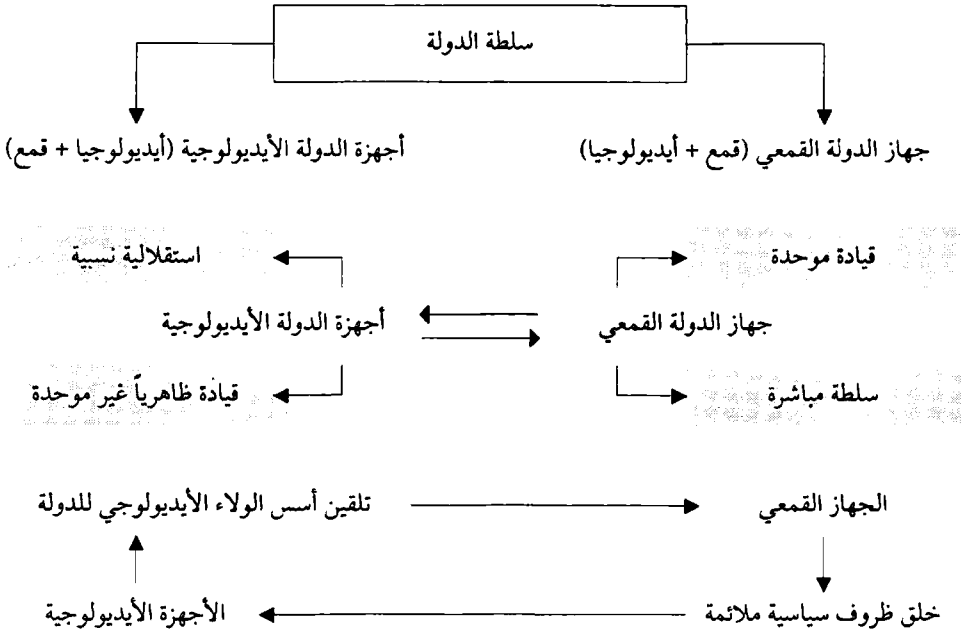 سلطة الدولة
جهاز الدولة القمعي (قمع + أيديولوجيا)
أجهزة الدولة الأيديولوجية (أيديولوجيا + قمع)
قيادة موحدة
استقلالية نسبية
جهاز الدولة القمعي
أجهزة الدولة الأيديولوجية
سلطة مباشرة
قيادة ظاهرياً غير موحدة
الجهاز القمعي
تلقين أسس الولاء الأيديولوجي للدولة
خلق ظروف سياسية ملائمة
الأجهزة الأيديولوجية